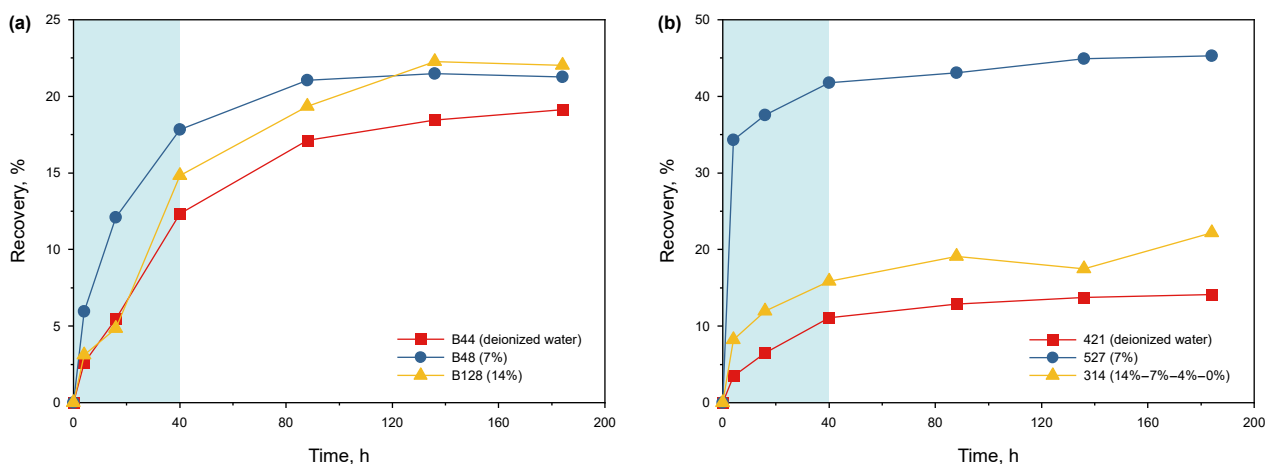 (a)
25
20
15
10
5
0
Recovery, %
0
40
80
120
160
200
Time, h
B44 (deionized water)
B48 (7%)
B128 (14%)
(b)
50
40
30
20
10
0
Recovery, %
0
40
80
120
160
200
Time, h
421 (deionized water)
527 (7%)
314 (14%–7%–4%–0%)